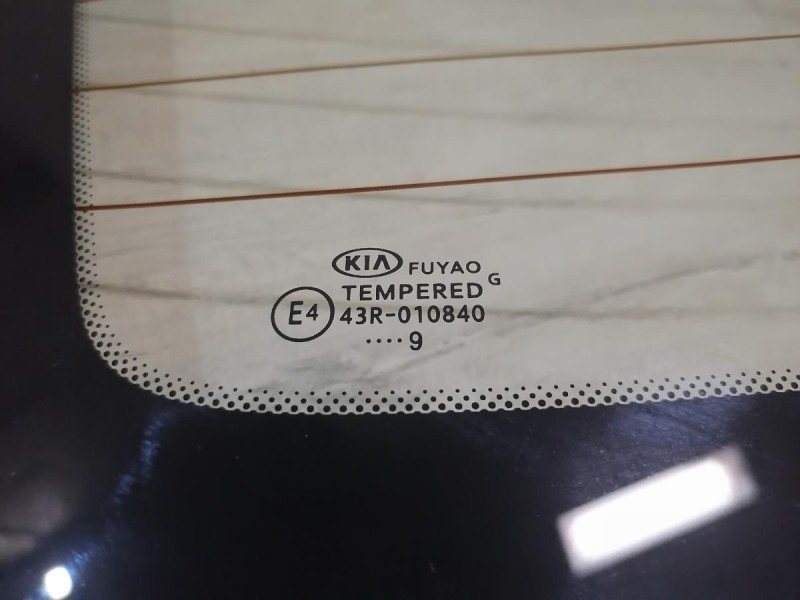 KIA FUYAO
G
TEMPERED
E4 43R-010840
....9